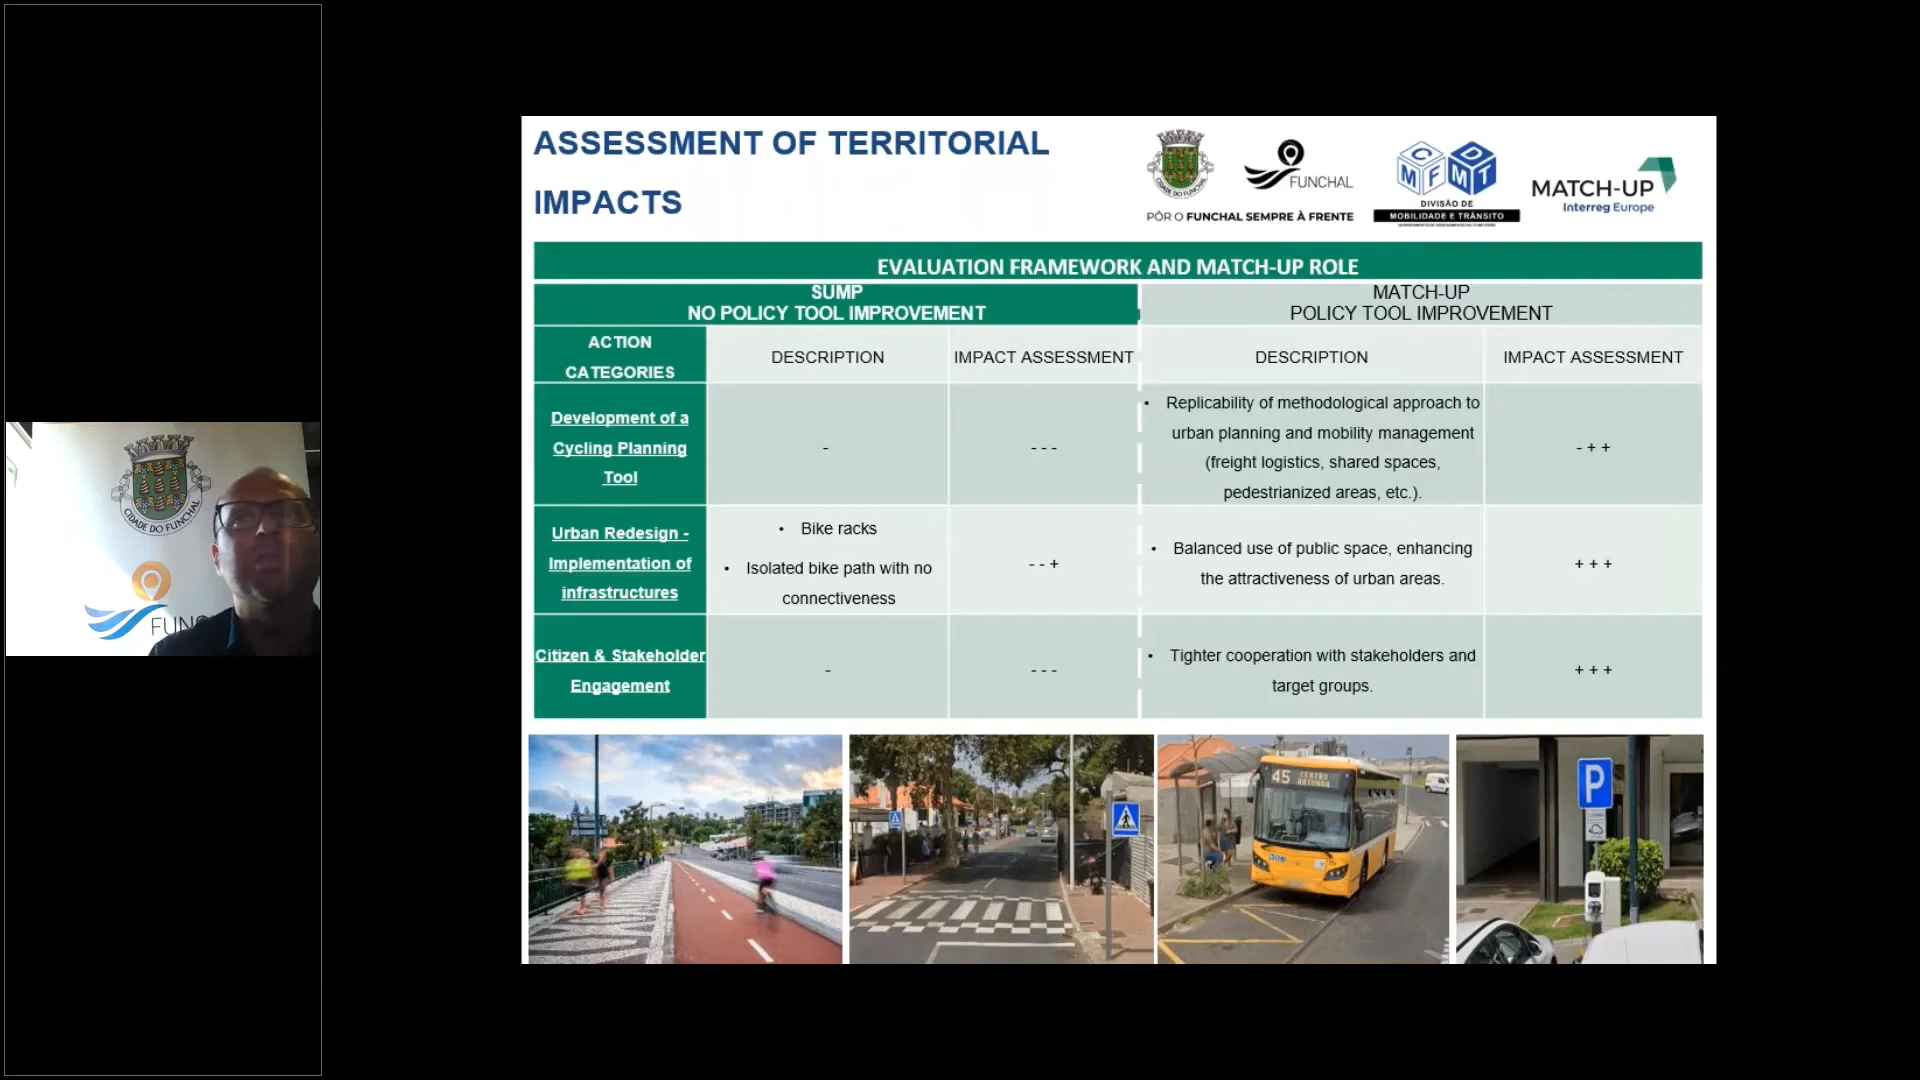 ASSESSMENT OF TERRITORIAL
IMPACTS
CIDADE DO FUNCHAL
FUNCHAL
PÔR O FUNCHAL SEMPRE À FRENTE
C
M F
D
M T
DIVISÃO DE
MOBILIDADE E TRÂNSITO
MATCH-UP
Interreg Europe
EVALUATION FRAMEWORK AND MATCH-UP ROLE
SUMP
NO POLICY TOOL IMPROVEMENT
MATCH-UP
POLICY TOOL IMPROVEMENT
ACTION
CATEGORIES
DESCRIPTION
IMPACT ASSESSMENT
DESCRIPTION
IMPACT ASSESSMENT
Development of a
Cycling Planning
Tool
-
- - -
• Replicability of methodological approach to
urban planning and mobility management
(freight logistics, shared spaces,
pedestrianized areas, etc.).
- + +
Urban Redesign -
Implementation of
infrastructures
• Bike racks
• Isolated bike path with no
connectiveness
- - +
• Balanced use of public space, enhancing
the attractiveness of urban areas.
+ + +
Citizen & Stakeholder
Engagement
-
- - -
• Tighter cooperation with stakeholders and
target groups.
+ + +
45
CENTRO
P
CIDADE DO FUNCHAL
FUNC